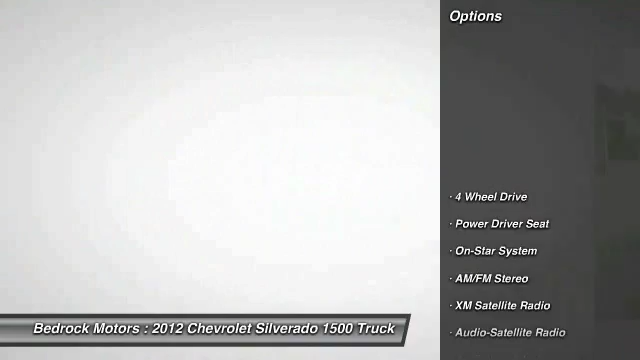 Options
· 4 Wheel Drive
· Power Driver Seat
· On-Star System
· AM/FM Stereo
· XM Satellite Radio
· Audio-Satellite Radio
Bedrock Motors : 2012 Chevrolet Silverado 1500 Truck